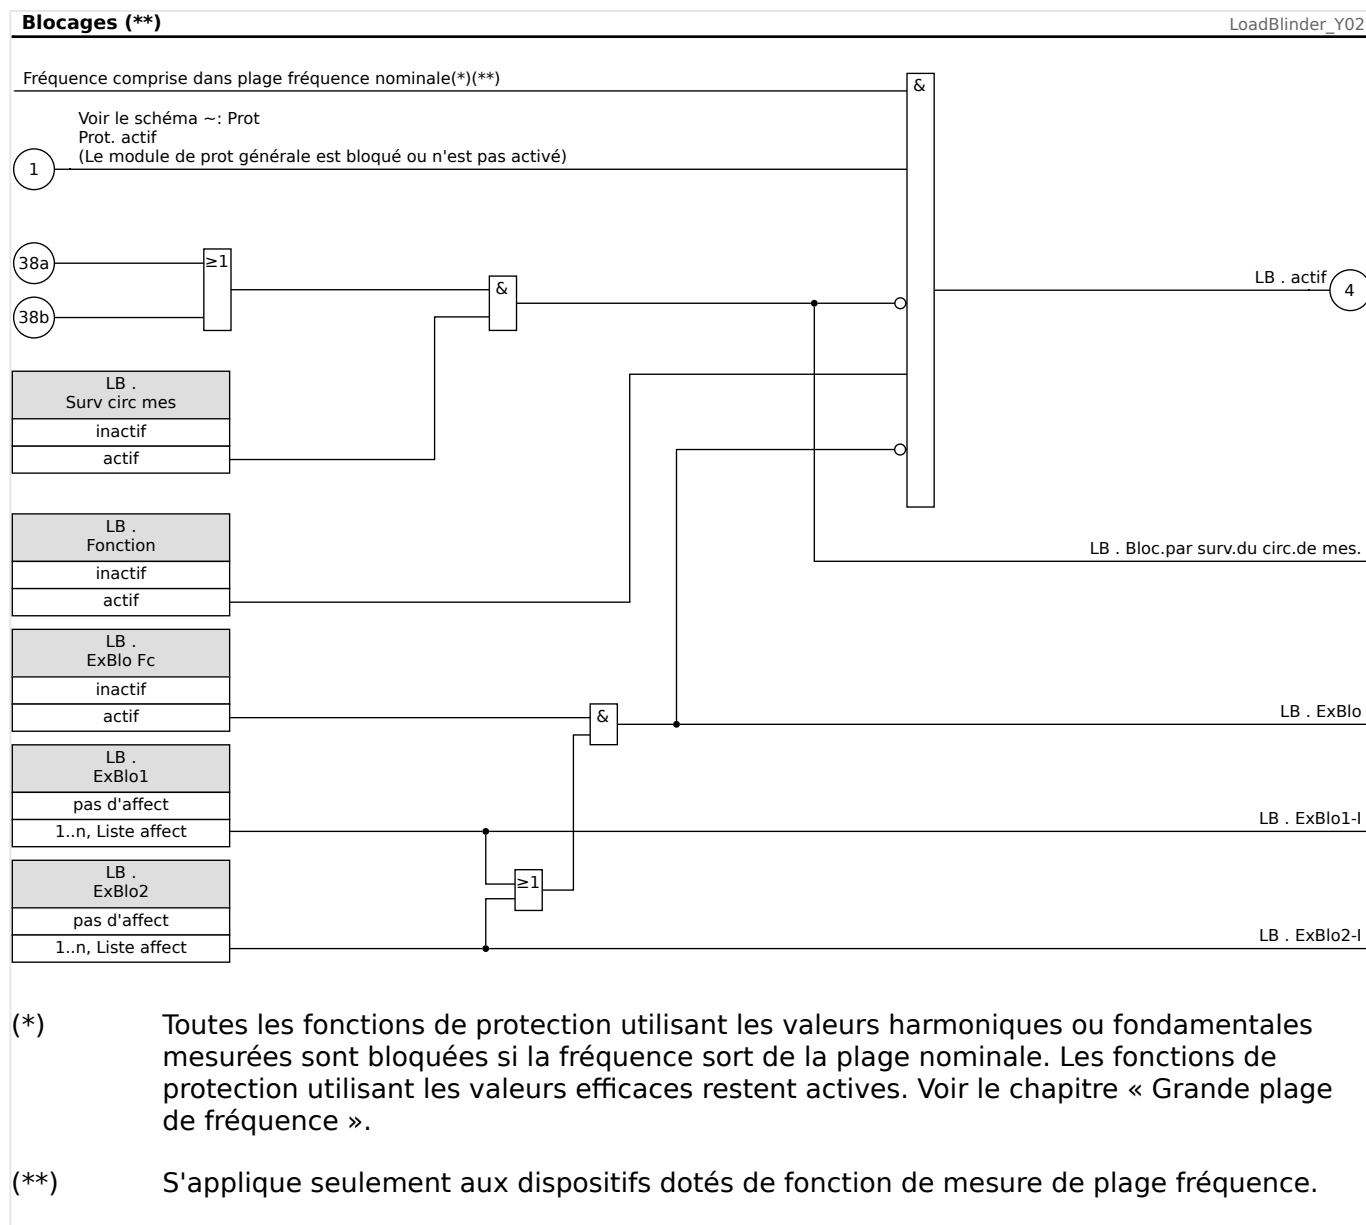 Blocages (**)
LoadBlinder_Y02
Fréquence comprise dans plage fréquence nominale(*)(**)
&
Voir le schéma ~: Prot
Prot. actif
(Le module de prot générale est bloqué ou n'est pas activé)
1
38a
≥1
&
LB . actif
4
38b
LB .
Surv circ mes
inactif
actif
LB .
Fonction
LB . Bloc.par surv.du circ.de mes.
inactif
actif
LB .
ExBlo Fc
inactif
actif
&
LB . ExBlo
LB .
ExBlo1
pas d'affect
1..n, Liste affect
LB . ExBlo1-I
LB .
ExBlo2
≥1
pas d'affect
1..n, Liste affect
LB . ExBlo2-I
(*) Toutes les fonctions de protection utilisant les valeurs harmoniques ou fondamentales
mesurées sont bloquées si la fréquence sort de la plage nominale. Les fonctions de
protection utilisant les valeurs efficaces restent actives. Voir le chapitre « Grande plage
de fréquence ».
(**) S'applique seulement aux dispositifs dotés de fonction de mesure de plage fréquence.